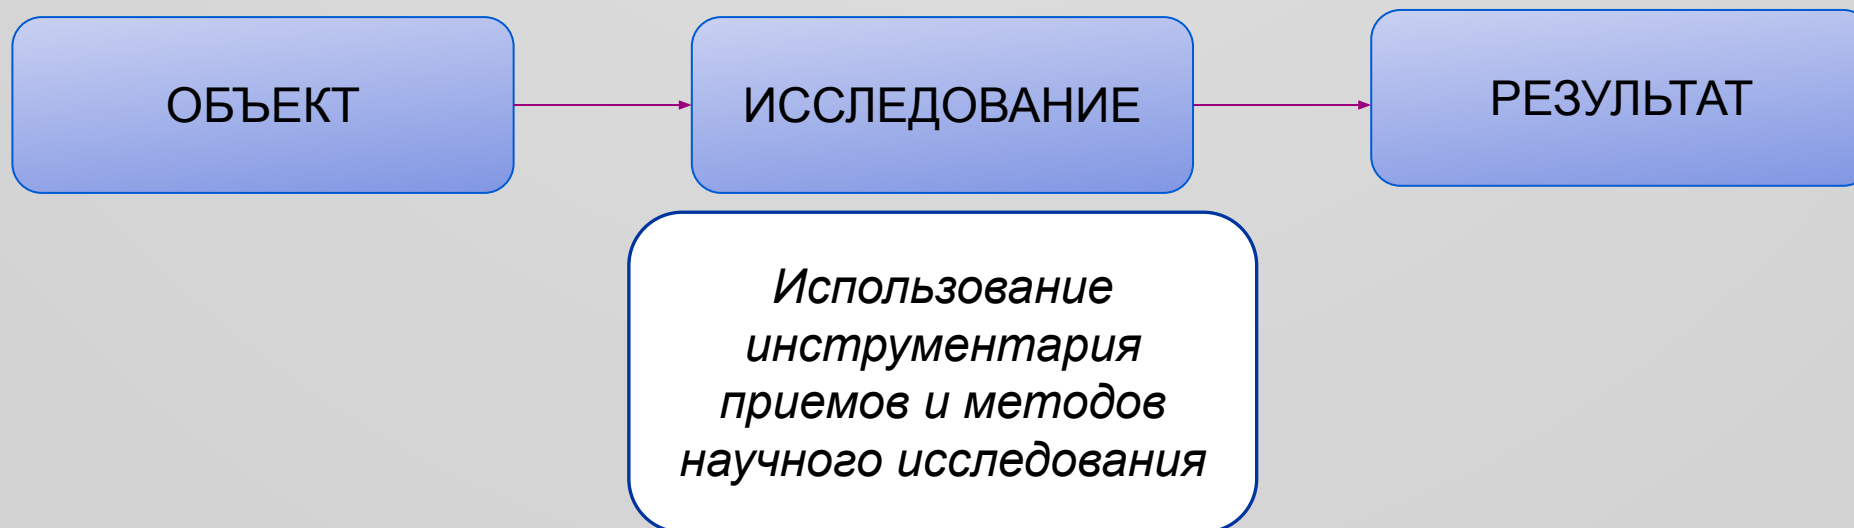 ОБЪЕКТ
ИССЛЕДОВАНИЕ
РЕЗУЛЬТАТ
Использование
инструментария
приемов и методов
научного исследования